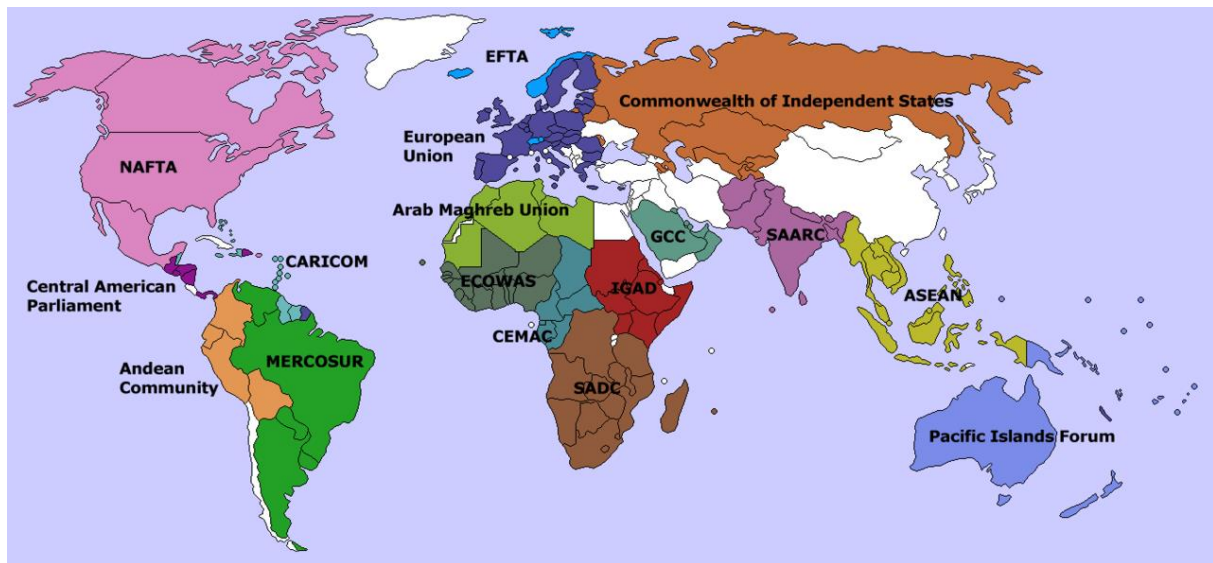 EFTA
Commonwealth of Independent States
European
Union
NAFTA
Arab Maghreb Union
GCC
SAARC
CARICOM
ECOWAS
IGAD
Central American
Parliament
ASEAN
CEMAC
MERCOSUR
Andean
Community
SADC
Pacific Islands Forum